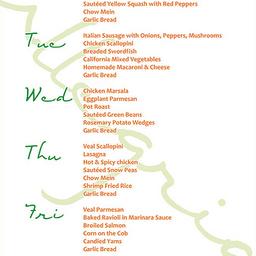 Sautéed Yellow Squash with Red Peppers
Chow Mein
Garlic Bread
Tue
Italian Sausage with Onions, Peppers, Mushrooms
Chicken Scallopini
Breaded Swordfish
California Mixed Vegetables
Homemade Macaroni & Cheese
Garlic Bread
Wed
Chicken Marsala
Eggplant Parmesan
Pot Roast
Sautéed Green Beans
Rosemary Potato Wedges
Garlic Bread
Thu
Veal Scallopini
Lasagna
Hot & Spicy chicken
Sautéed Snow Peas
Chow Mein
Shrimp Fried Rice
Garlic Bread
Fri
Veal Parmesan
Baked Ravioli in Marinara Sauce
Broiled Salmon
Corn on the Cob
Candied Yams
Garlic Bread